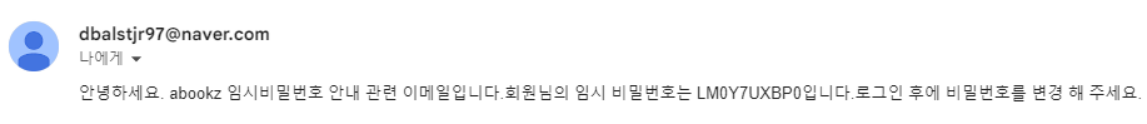 dbalstjr97@naver.com
나에게
안녕하세요. abookz 임시비밀번호 안내 관련 이메일입니다.회원님의 임시 비밀번호는 LM0Y7UXBP0입니다.로그인 후에 비밀번호를 변경 해 주세요.